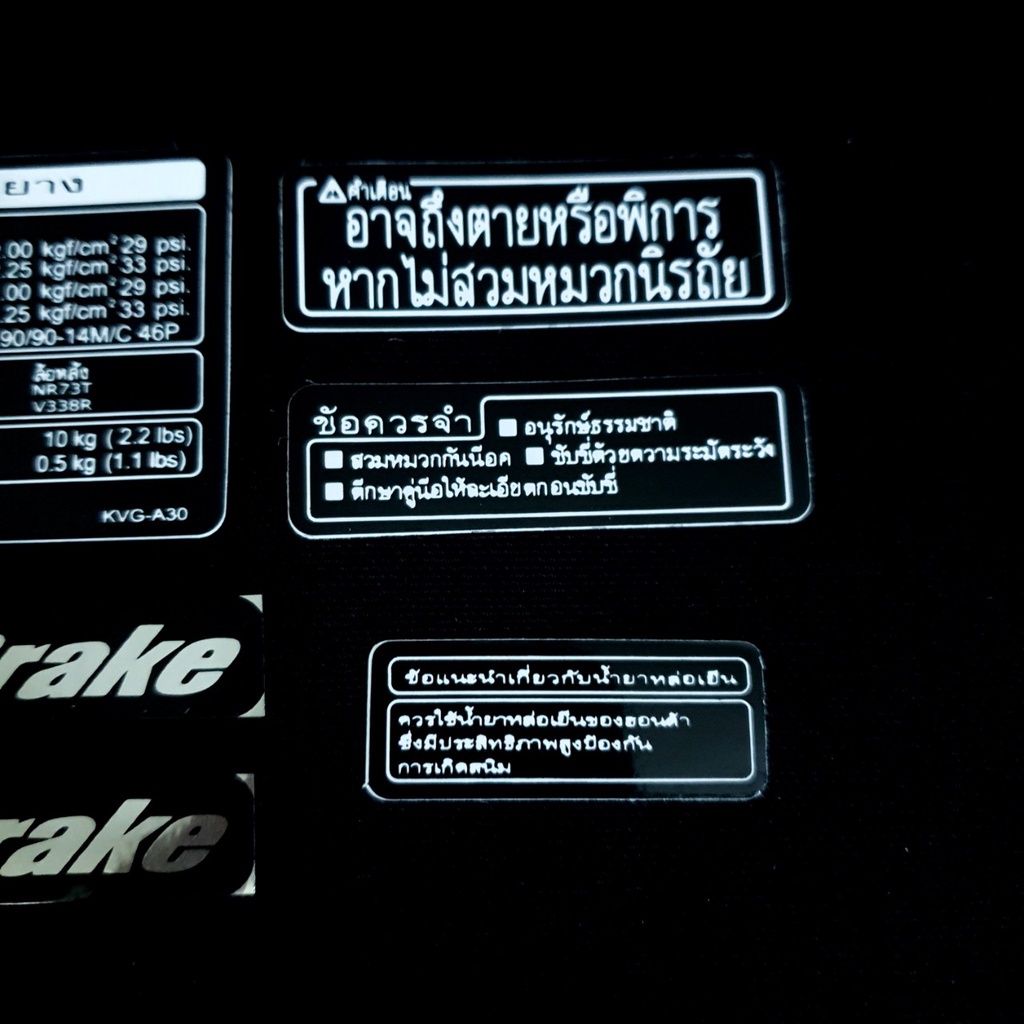 ยาง
.00 kgf/cm² 29 psi.
.25 kgf/cm² 33 psi.
.00 kgf/cm² 29 psi.
.25 kgf/cm² 33 psi.
90/90-14M/C 46P
ล้อหลัง
NR73T
V338R
10 kg (2.2 lbs)
0.5 kg (1.1 lbs)
KVG-A30
rake
rake
คำเตือน
อาจถึงตายหรือพิการ
หากไม่สวมหมวกนิรภัย
ข้อควรจำ
อนุรักษ์ธรรมชาติ
สวมหมวกกันน๊อค ขับขี่ด้วยความระมัดระวัง
ศึกษาคู่มือให้ละเอียดก่อนขับขี่
ข้อแนะนำเกี่ยวกับน้ำยาหล่อเย็น
ควรใช้น้ำยาหล่อเย็นของฮอนด้า
ซึ่งมีประสิทธิภาพสูงป้องกัน
การเกิดสนิม